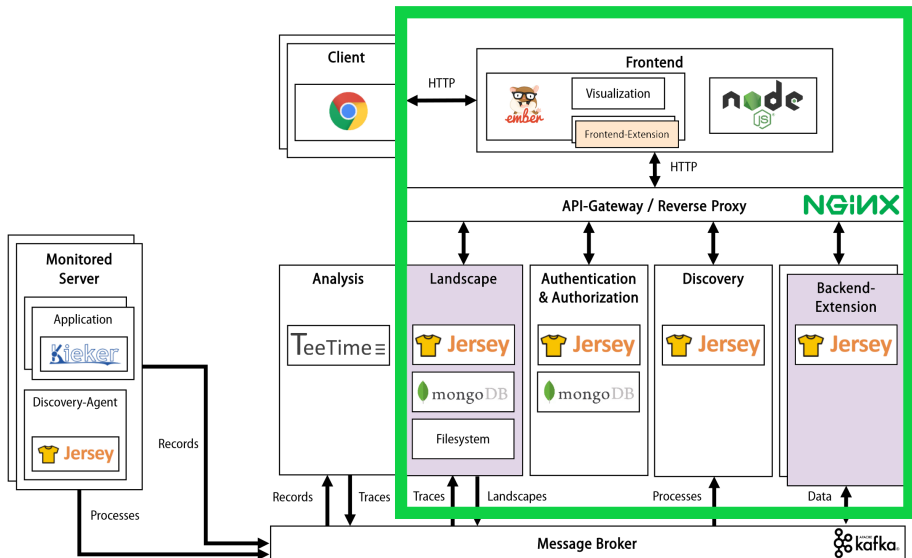 Client
Frontend
HTTP
Visualization
ember
Frontend-Extension
node
JS
HTTP
API-Gateway / Reverse Proxy
NGiNX
Monitored
Server
Application
Kieker
Discovery-Agent
Jersey
Analysis
TeeTime
Landscape
Jersey
mongoDB
Filesystem
Authentication
& Authorization
Jersey
mongoDB
Discovery
Jersey
Backend-
Extension
Jersey
Records
Processes
Records
Traces
Traces
Landscapes
Processes
Data
Message Broker
APACHE
kafka